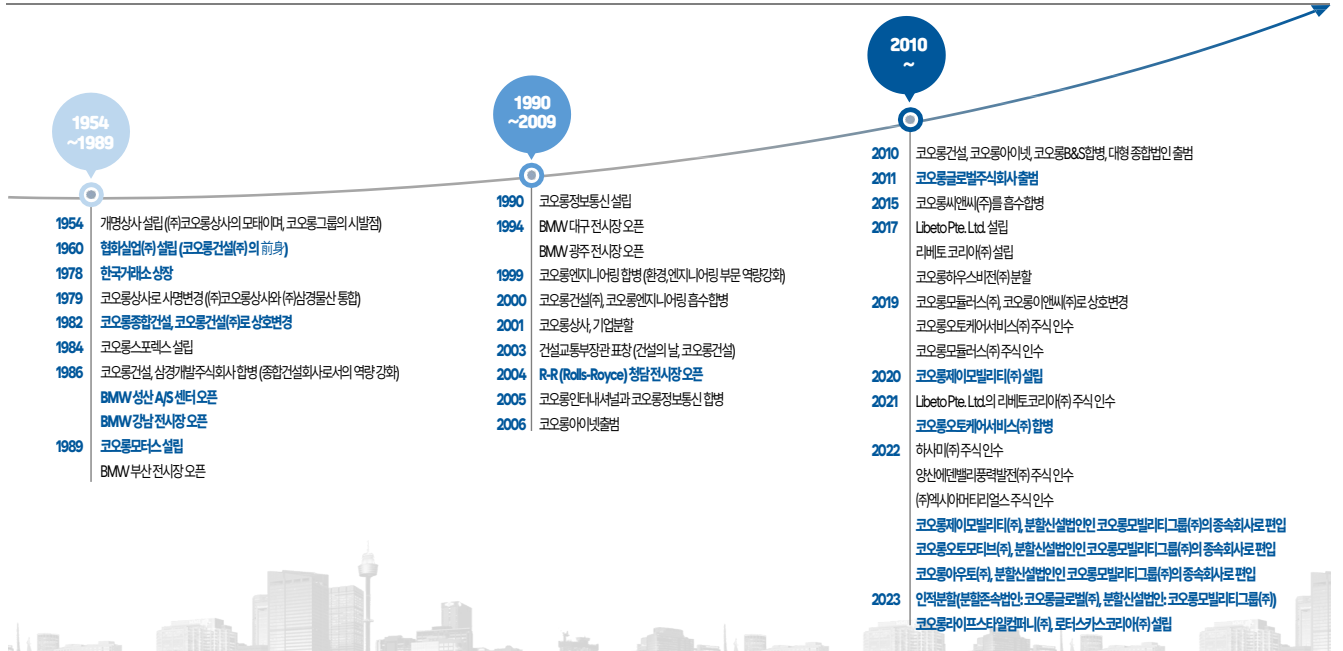 1954
~1989
1954 개명상사 설립 ((주)코오롱상사의 모태이며, 코오롱그룹의 시발점)
1960 협화실업(주) 설립 (코오롱건설(주)의 前身)
1978 한국거래소 상장
1979 코오롱상사로 사명변경 ((주)코오롱상사와 (주)삼경물산 통합)
1982 코오롱종합건설, 코오롱건설(주)로 상호변경
1984 코오롱스포렉스 설립
1986 코오롱건설, 삼경개발주식회사 합병 (종합건설회사로서의 역량 강화)
BMW 성산 A/S 센터 오픈
BMW 강남 전시장 오픈
1989 코오롱모터스 설립
BMW 부산 전시장 오픈
1990
~2009
1990 코오롱정보통신 설립
1994 BMW 대구 전시장 오픈
BMW 광주 전시장 오픈
1999 코오롱엔지니어링 합병 (환경,엔지니어링 부문 역량강화)
2000 코오롱건설(주), 코오롱엔지니어링 흡수합병
2001 코오롱상사, 기업분할
2003 건설교통부장관 표창 (건설의 날, 코오롱건설)
2004 R-R (Rolls-Royce) 청담 전시장 오픈
2005 코오롱인터내셔널과 코오롱정보통신 합병
2006 코오롱아이넷출범
2010
~
2010 코오롱건설, 코오롱아이넷, 코오롱B&S합병, 대형 종합법인 출범
2011 코오롱글로벌주식회사 출범
2015 코오롱씨앤씨(주)를 흡수합병
2017 Libeto Pte. Ltd. 설립
리베토 코리아(주) 설립
코오롱하우스비전(주) 분할
2019 코오롱모듈러스(주), 코오롱이앤씨(주)로 상호변경
코오롱오토케어서비스(주) 주식 인수
코오롱모듈러스(주) 주식 인수
2020 코오롱제이모빌리티(주) 설립
2021 Libeto Pte. Ltd.의 리베토코리아(주) 주식 인수
코오롱오토케어서비스(주) 합병
2022 하사미(주) 주식 인수
양산에덴밸리풍력발전(주) 주식 인수
(주)엑시아머티리얼스 주식 인수
코오롱제이모빌리티(주), 분할신설법인인 코오롱모빌리티그룹(주)의 종속회사로 편입
코오롱오토모티브(주), 분할신설법인인 코오롱모빌리티그룹(주)의 종속회사로 편입
코오롱아우토(주), 분할신설법인인 코오롱모빌리티그룹(주)의 종속회사로 편입
2023 인적분할(분할존속법인: 코오롱글로벌(주), 분할신설법인: 코오롱모빌리티그룹(주))
코오롱라이프스타일컴퍼니(주), 로터스카스코리아(주) 설립